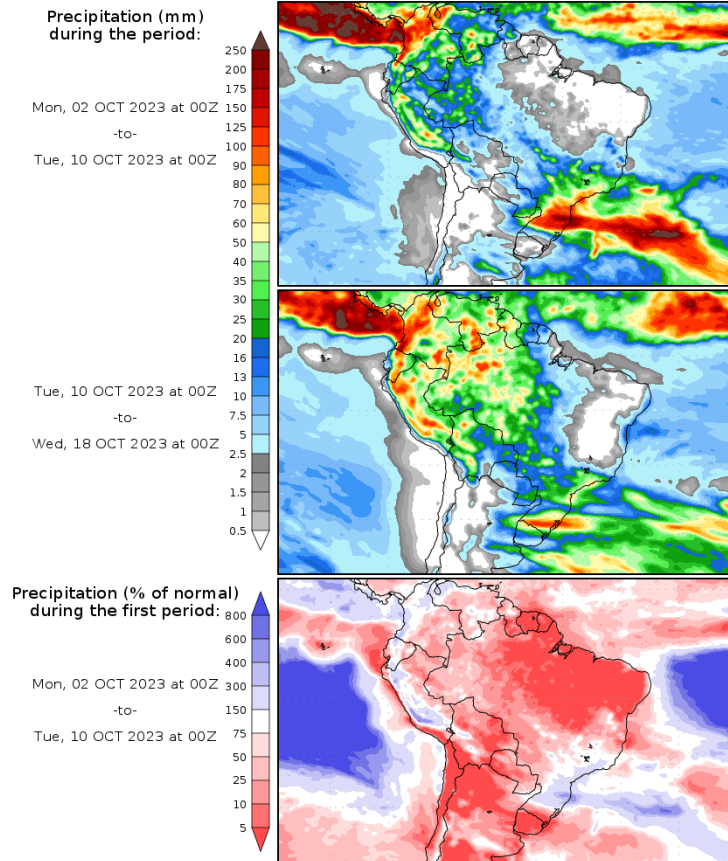 Precipitation (mm)
during the period:
250
200
175
150
125
100
90
80
70
60
50
40
35
30
25
20
16
13
10
7.5
5
2.5
2
1.5
1
0.5
Mon, 02 OCT 2023 at 00Z
-to-
Tue, 10 OCT 2023 at 00Z
Tue, 10 OCT 2023 at 00Z
-to-
Wed, 18 OCT 2023 at 00Z
Precipitation (% of normal)
during the first period:
800
600
400
300
150
75
50
25
10
5
Mon, 02 OCT 2023 at 00Z
-to-
Tue, 10 OCT 2023 at 00Z